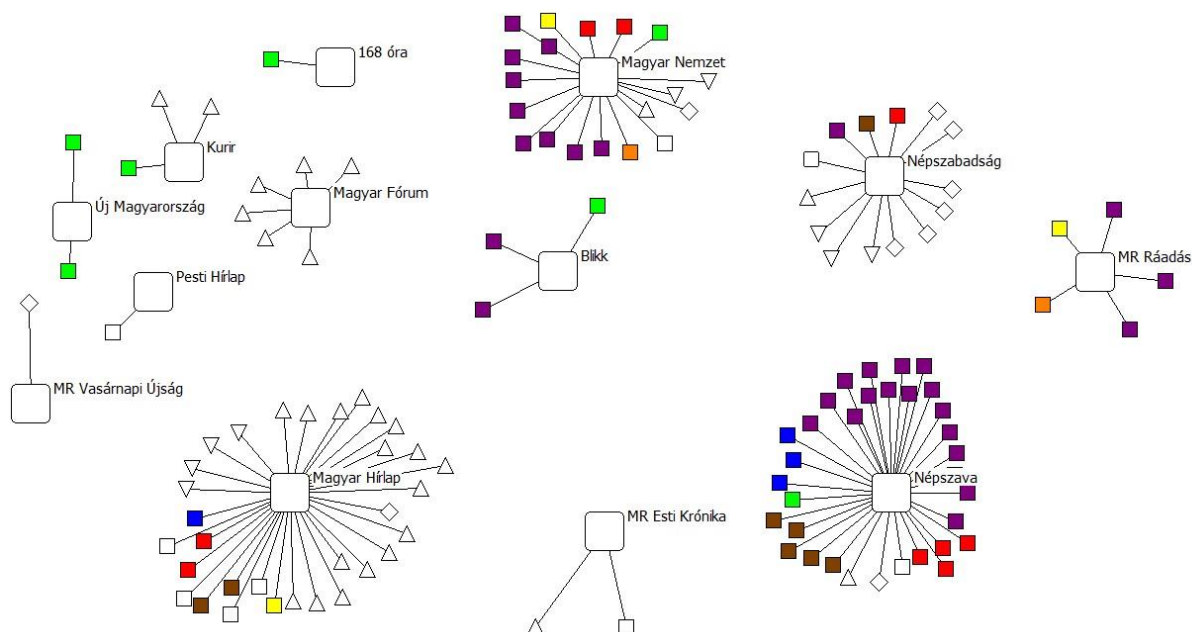 168 óra
Magyar Nemzet
Kurir
Népszabadság
Magyar Fórum
Új Magyarország
Blikk
MR Ráadás
Pesti Hírlap
MR Vasárnapi Újság
Magyar Hírlap
Népszava
MR Esti Krónika